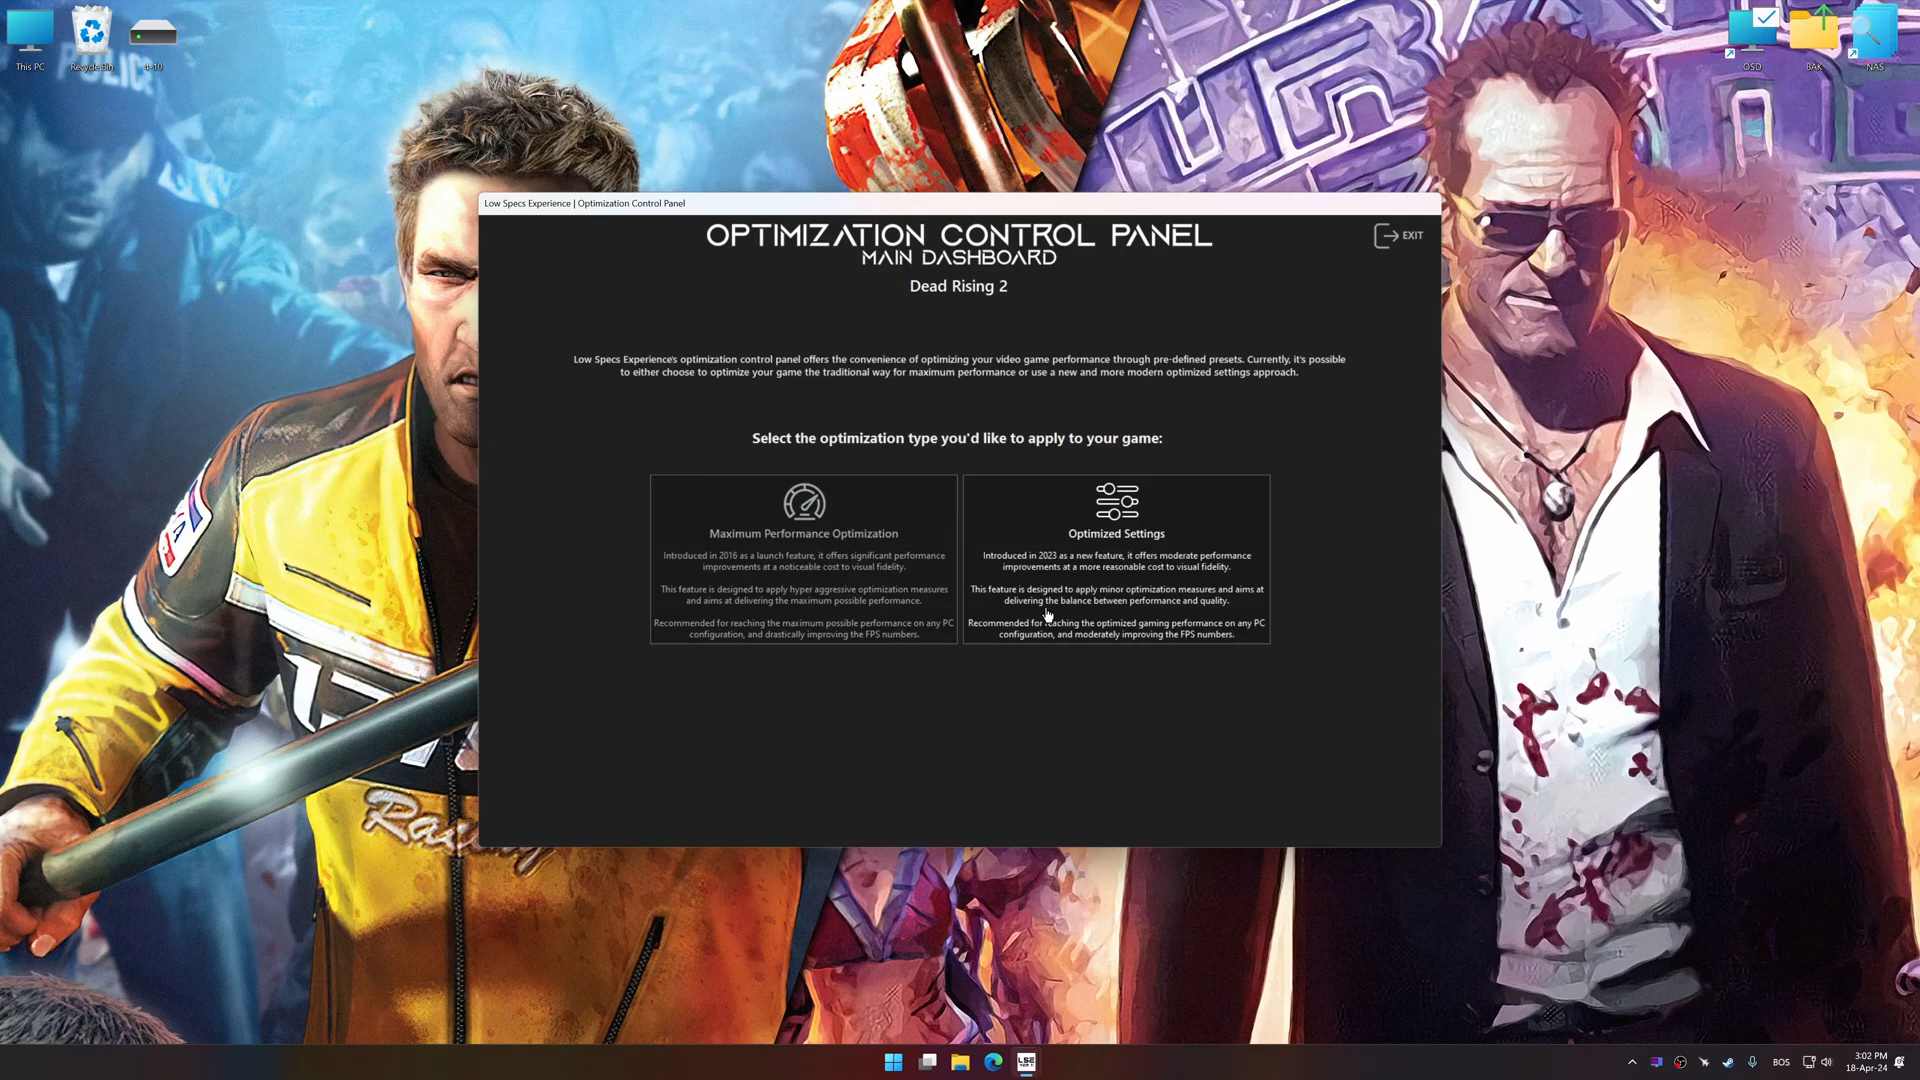 This PC
Recycle Bin
OSD
BAK
NAS
Low Specs Experience | Optimization Control Panel
OPTIMIZATION CONTROL PANEL
EXIT
MAIN DASHBOARD
Dead Rising 2
Low Specs Experience's optimization control panel offers the convenience of optimizing your video game performance through pre-defined presets. Currently, it's possible
to either choose to optimize your game the traditional way for maximum performance or use a new and more modern optimized settings approach.
Select the optimization type you'd like to apply to your game:
Maximum Performance Optimization
Introduced in 2016 as a launch feature, it offers significant performance
improvements at a noticeable cost to visual fidelity.
This feature is designed to apply hyper aggressive optimization measures
and aims at delivering the maximum possible performance.
Recommended for reaching the maximum possible performance on any PC
configuration, and drastically improving the FPS numbers.
Optimized Settings
Introduced in 2023 as a new feature, it offers moderate performance
improvements at a more reasonable cost to visual fidelity.
This feature is designed to apply minor optimization measures and aims at
delivering the balance between performance and quality.
Recommended for reaching the optimized gaming performance on any PC
configuration, and moderately improving the FPS numbers.
LSE
BOS
3:02 PM
18-Apr-24